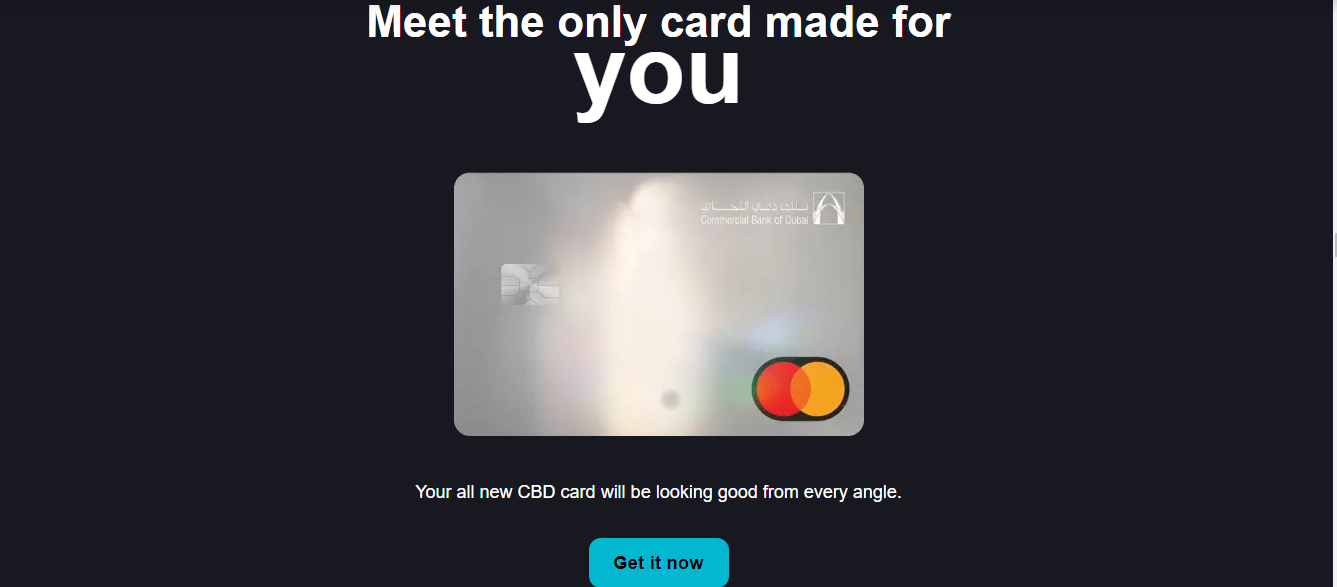 Meet the only card made for
you
بنك دبي التجاري
Commercial Bank of Dubai
Your all new CBD card will be looking good from every angle.
Get it now